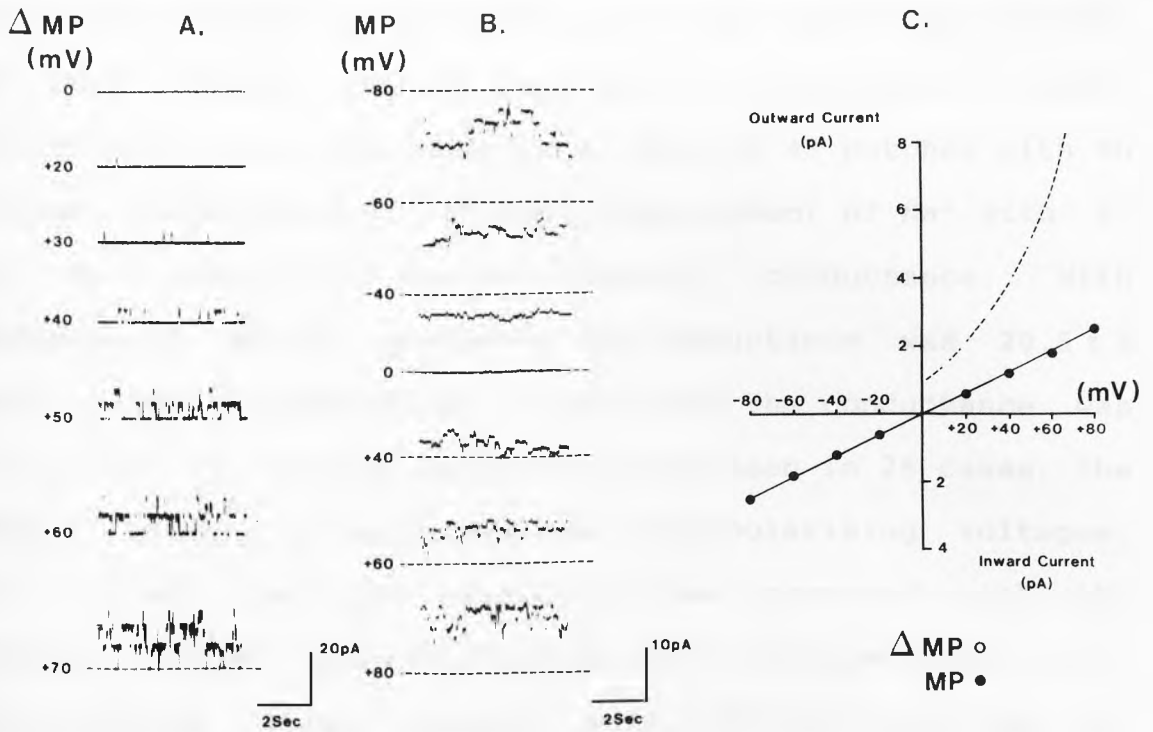 Δ MP
(mV)
A.
0
+20
+30
+40
+50
+60
+70
20pA
2Sec
MP
(mV)
B.
-80
-60
-40
0
+40
+60
+80
10pA
2Sec
C.
Outward Current
(pA)
8
6
4
2
-80 -60 -40 -20
(mV)
+20 +40 +60 +80
2
4
Inward Current
(pA)
Δ MP ○
MP ●